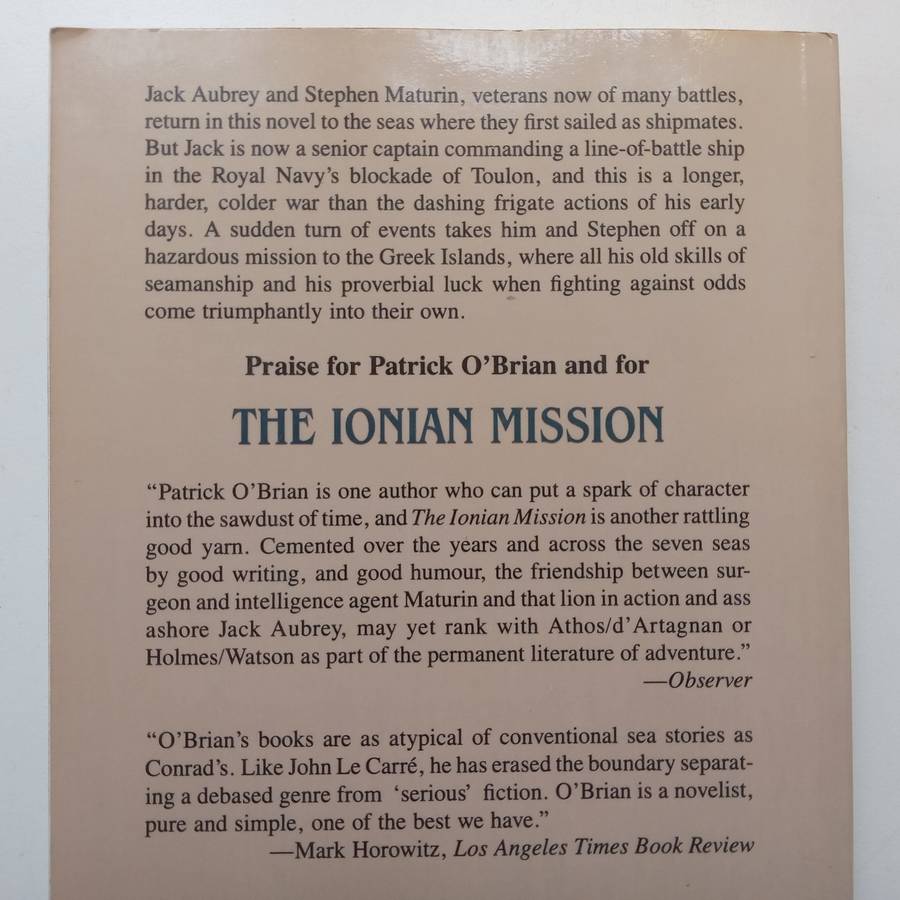 Jack Aubrey and Stephen Maturin, veterans now of many battles,
return in this novel to the seas where they first sailed as shipmates.
But Jack is now a senior captain commanding a line-of-battle ship
in the Royal Navy's blockade of Toulon, and this is a longer,
harder, colder war than the dashing frigate actions of his early
days. A sudden turn of events takes him and Stephen off on a
hazardous mission to the Greek Islands, where all his old skills of
seamanship and his proverbial luck when fighting against odds
come triumphantly into their own.
Praise for Patrick O'Brian and for
THE IONIAN MISSION
“Patrick O'Brian is one author who can put a spark of character
into the sawdust of time, and The Ionian Mission is another rattling
good yarn. Cemented over the years and across the seven seas
by good writing, and good humour, the friendship between sur-
geon and intelligence agent Maturin and that lion in action and ass
ashore Jack Aubrey, may yet rank with Athos/d'Artagnan or
Holmes/Watson as part of the permanent literature of adventure.”
—Observer
“O'Brian's books are as atypical of conventional sea stories as
Conrad's. Like John Le Carré, he has erased the boundary separat-
ing a debased genre from ‘serious’ fiction. O'Brian is a novelist,
pure and simple, one of the best we have.”
—Mark Horowitz, Los Angeles Times Book Review